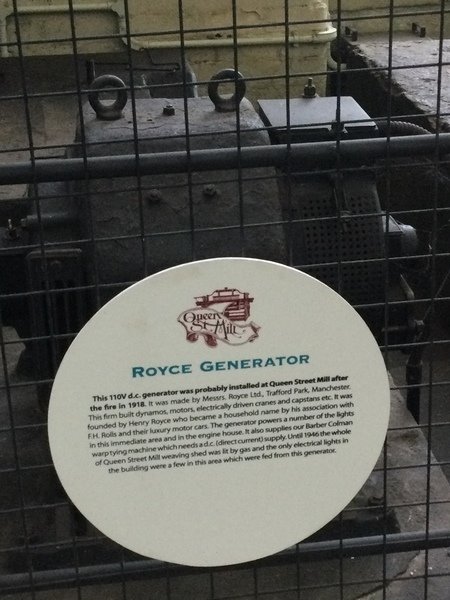 Queen
St. Mill
ROYCE GENERATOR
This 110V d.c. generator was probably installed at Queen Street Mill after
the fire in 1918. It was made by Messrs. Royce Ltd., Trafford Park, Manchester.
This firm built dynamos, motors, electrically driven cranes and capstans etc. It was
founded by Henry Royce who became a household name by his association with
F.H. Rolls and their luxury motor cars. The generator powers a number of the lights
in this immediate area and in the engine house. It also supplies our Barber Colman
warp tying machine which needs a d.c. (direct current) supply. Until 1946 the whole
of Queen Street Mill weaving shed was lit by gas and the only electrical lights in
the building were a few in this area which were fed from this generator.